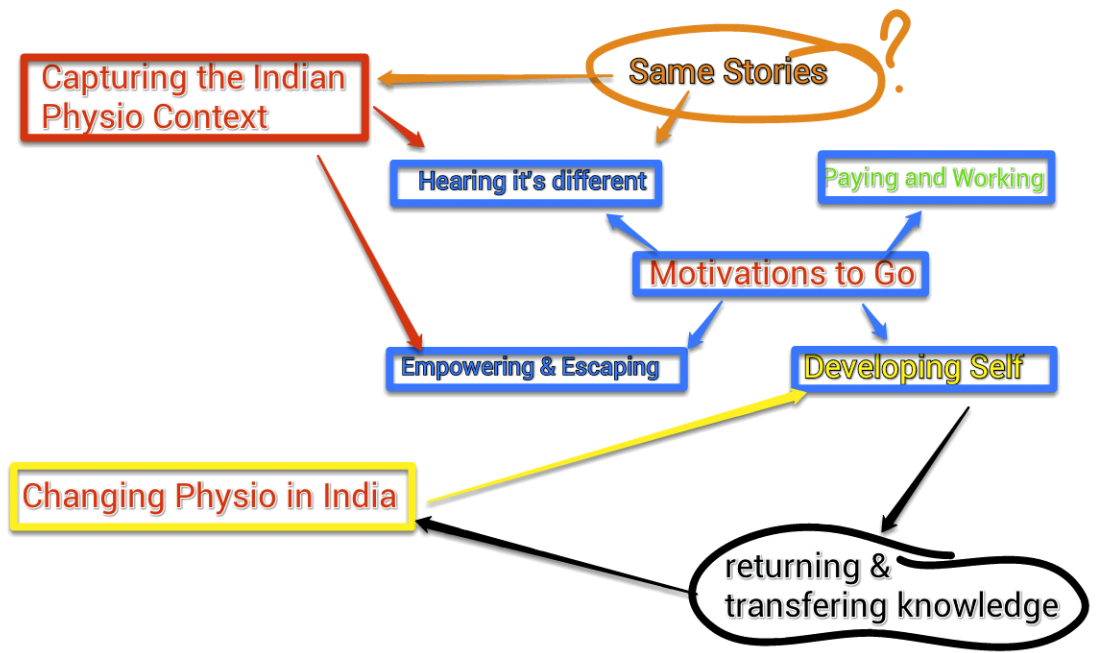 Capturing the Indian
Physio Context
Same Stories
?
Hearing it's different
Paying and Working
Motivations to Go
Empowering & Escaping
Developing Self
Changing Physio in India
returning &
transfering knowledge